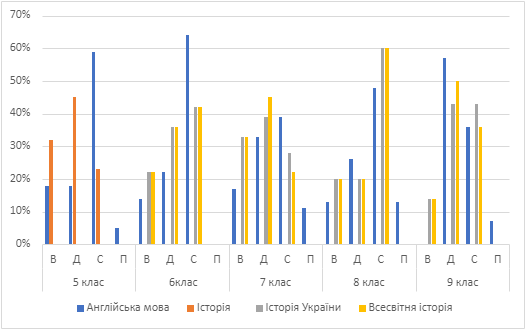 70%
60%
50%
40%
30%
20%
10%
0%
В Д С П В Д С П В Д С П В Д С П В Д С П
5 клас 6клас 7 клас 8 клас 9 клас
Англійська мова Історія Історія України Всесвітня історія